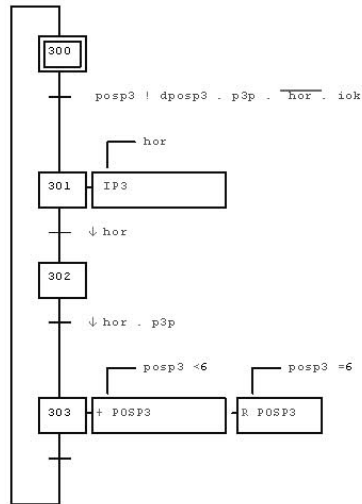 300
posp3 ! dposp3 . p3p . hor . iok
hor
301 IP3
↓ hor
302
↓ hor . p3p
posp3 <6 posp3 =6
303 + POSP3 R POSP3